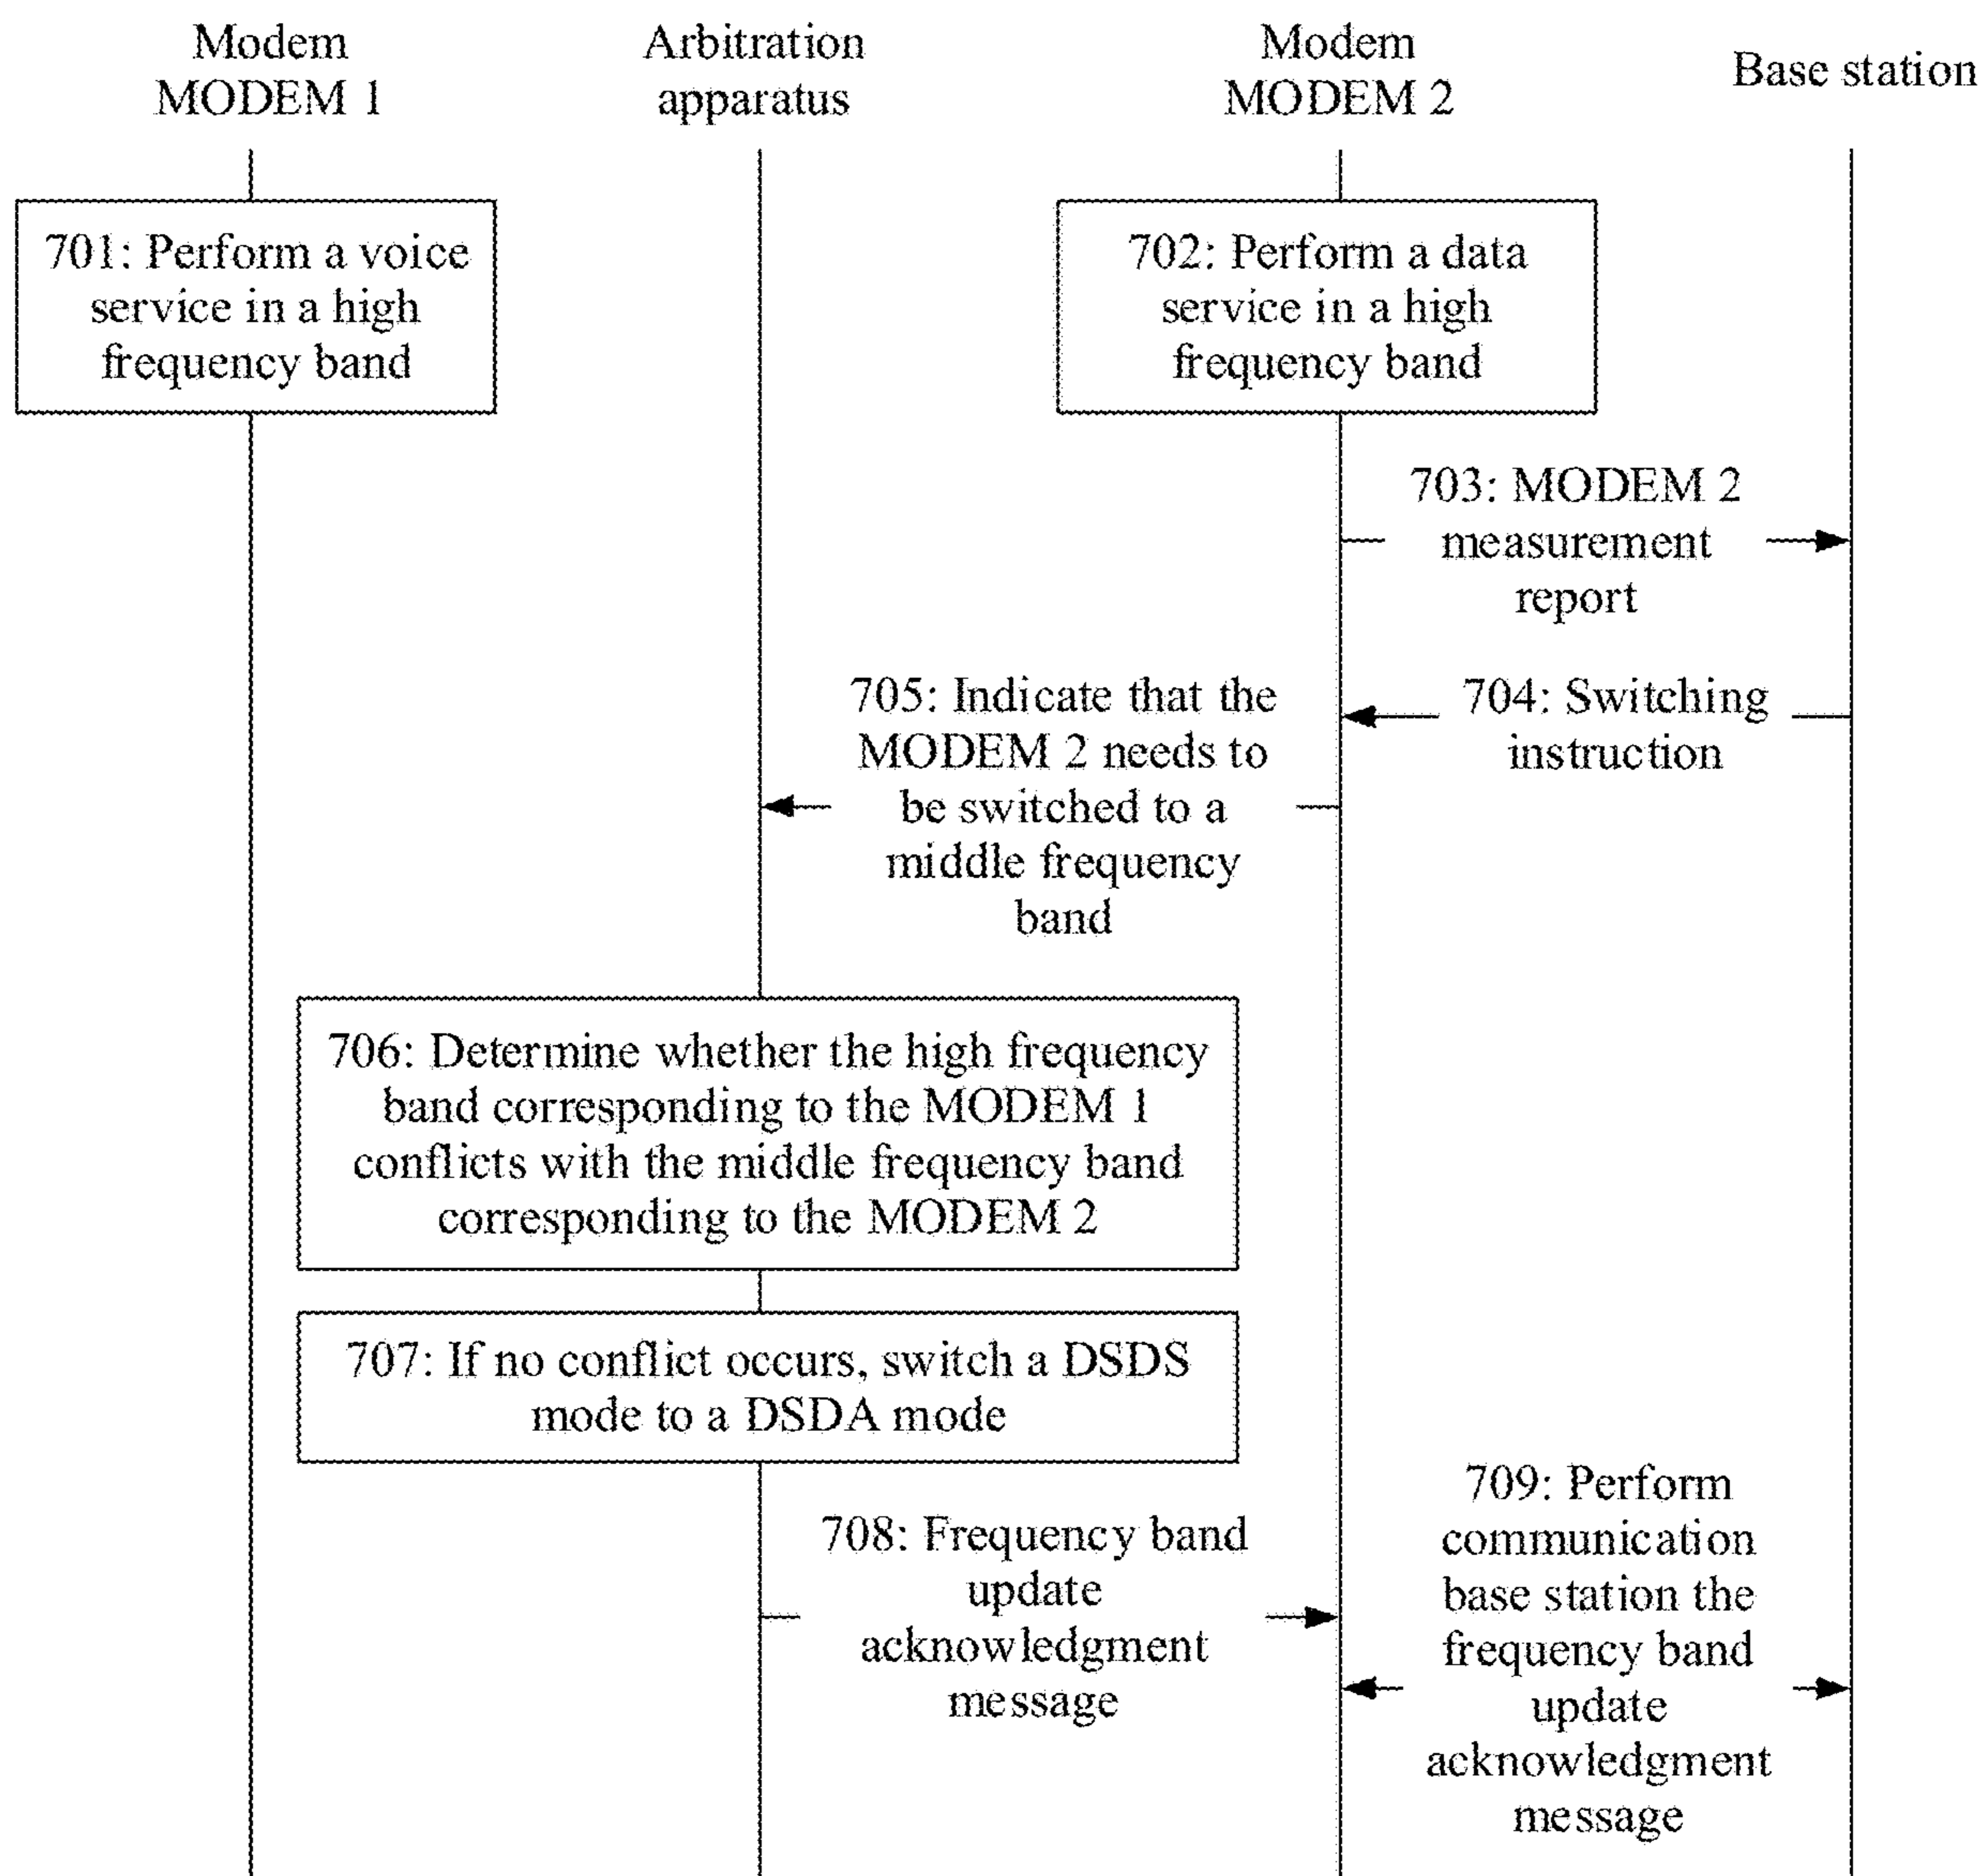 Modem
MODEM 1
Arbitration
apparatus
Modem
MODEM 2
Base station
701: Perform a voice
service in a high
frequency band
702: Perform a data
service in a high
frequency band
703: MODEM 2
measurement
report
704: Switching
instruction
705: Indicate that the
MODEM 2 needs to
be switched to a
middle frequency
band
706: Determine whether the high frequency
band corresponding to the MODEM 1
conflicts with the middle frequency band
corresponding to the MODEM 2
707: If no conflict occurs, switch a DSDS
mode to a DSDA mode
708: Frequency band
update
acknowledgment
message
709: Perform
communication
base station the
frequency band
update
acknowledgment
message